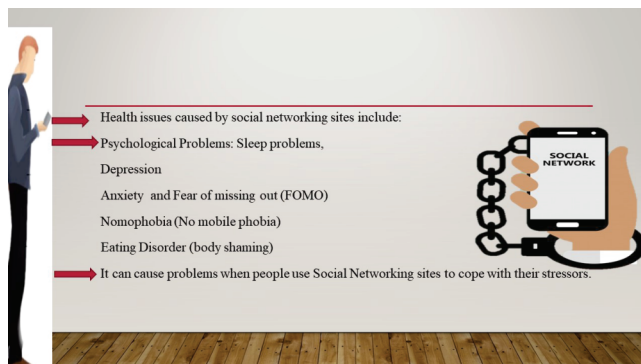 Health issues caused by social networking sites include:
Psychological Problems: Sleep problems,
Depression
Anxiety and Fear of missing out (FOMO)
Nomophobia (No mobile phobia)
Eating Disorder (body shaming)
It can cause problems when people use Social Networking sites to cope with their stressors.
SOCIAL
NETWORK